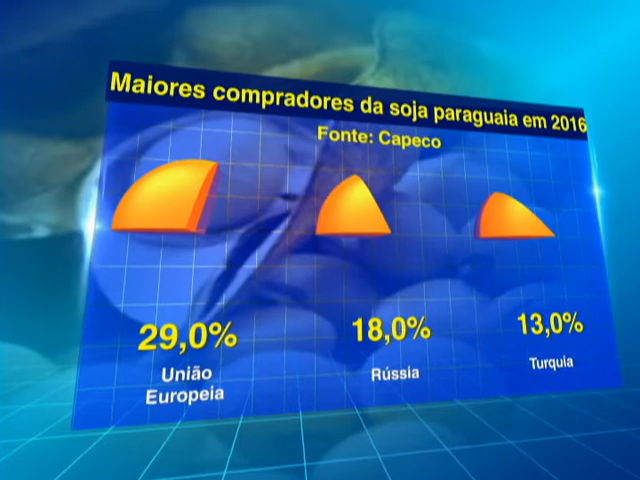 Maiores compradores da soja paraguaia em 2016
Fonte: Capeco
29,0% 18,0% 13,0%
União Rússia Turquia
Europeia